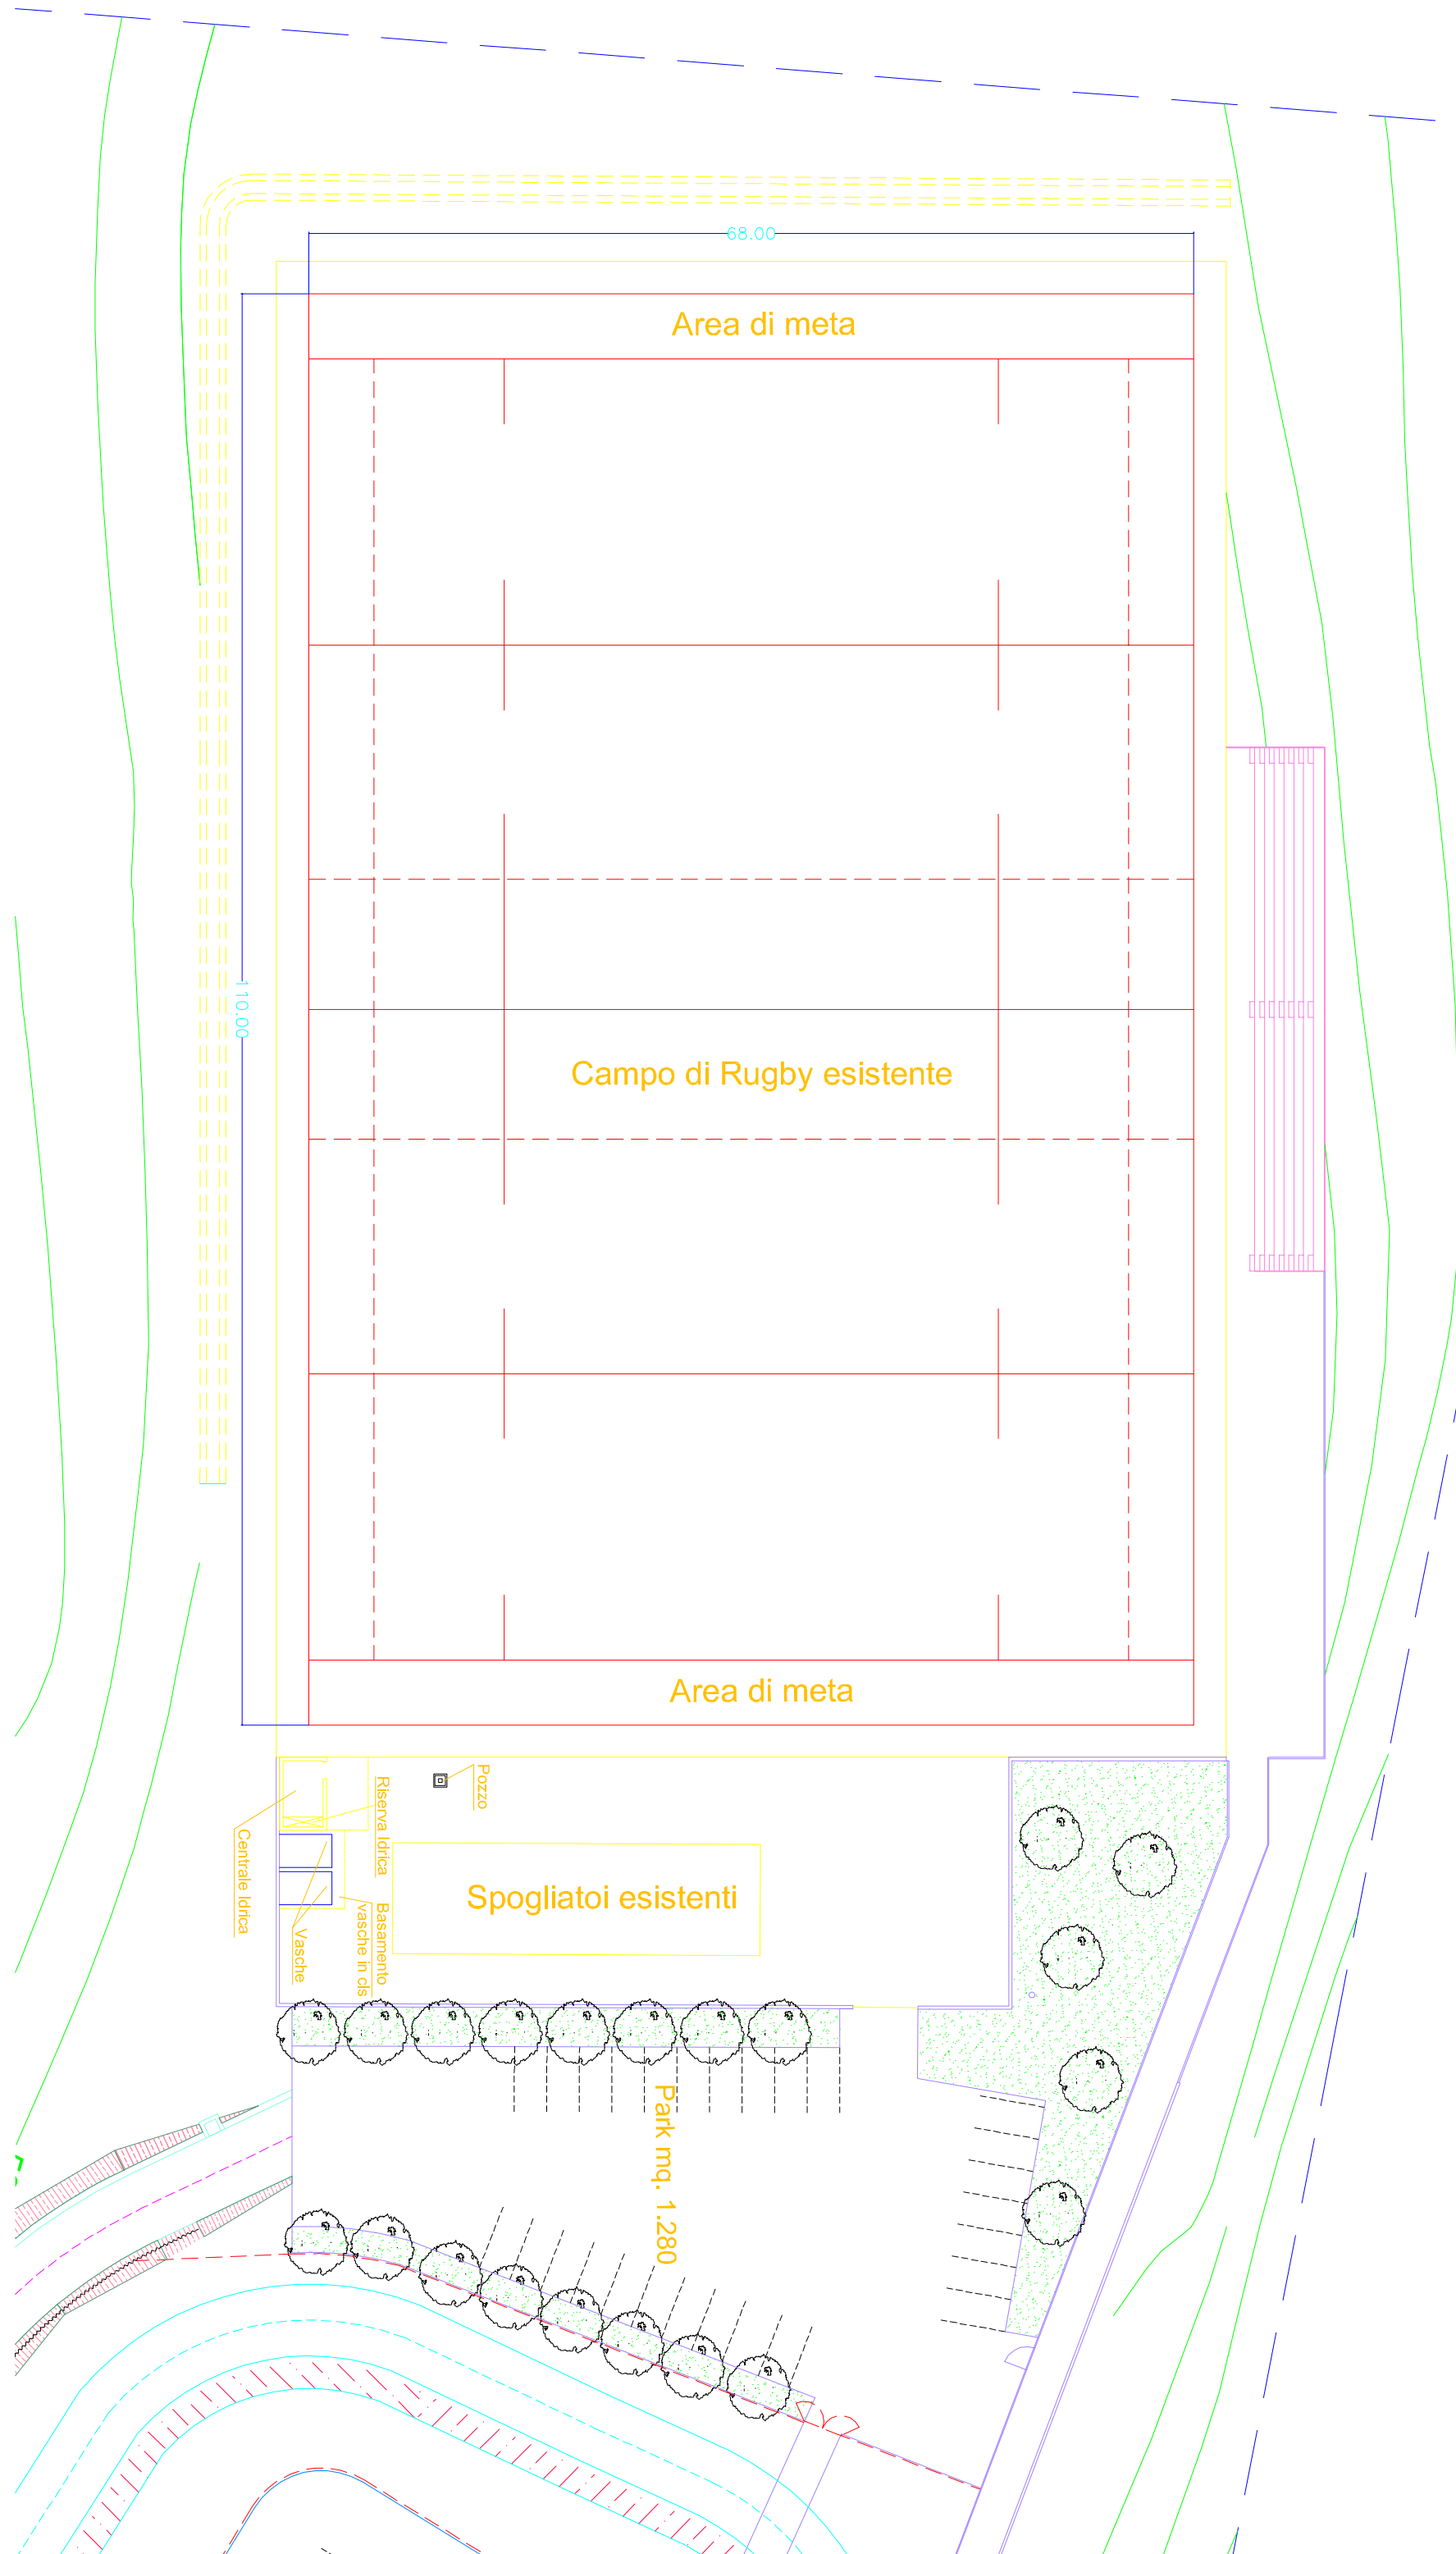 68.00
Area di meta
110.00
Campo di Rugby esistente
Area di meta
Pozzo
Riserva Idrica
Centrale Idrica
Spogliatoi esistenti
Basamento
vasche in cls
Vasche
Park mq. 1.280